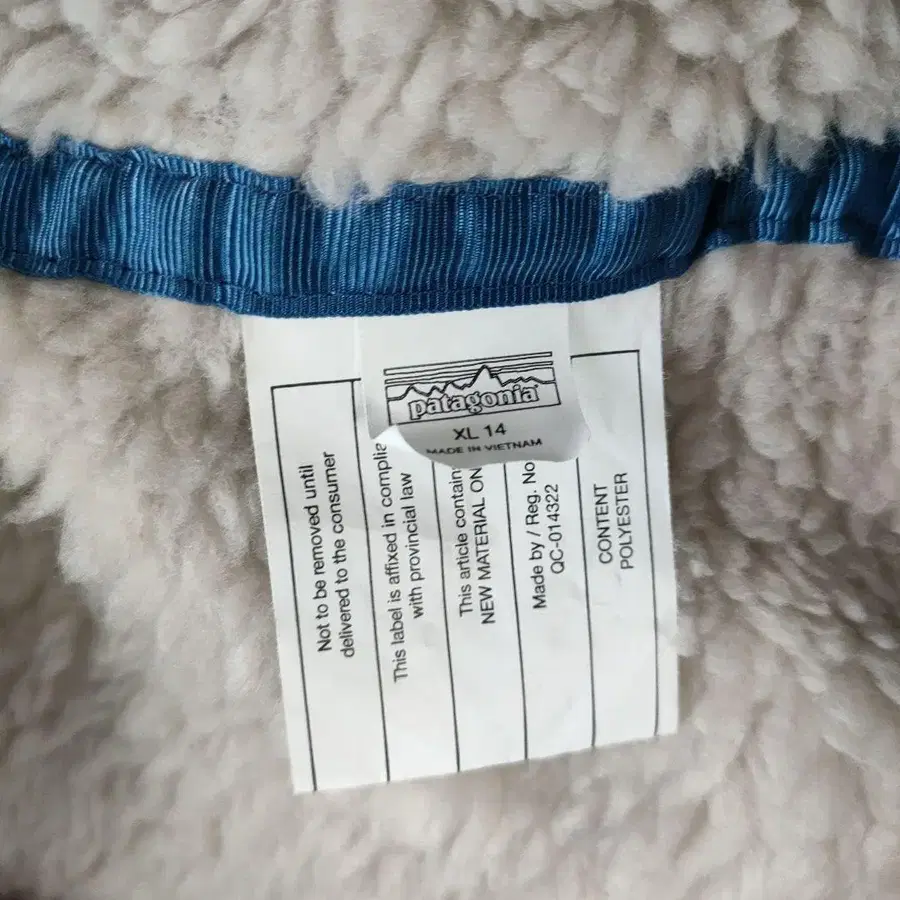 patagonia
XL 14
MADE IN VIETNAM
Not to be removed until
delivered to the consumer
This label is affixed in complia
with provincial law
This article contain
NEW MATERIAL ON
Made by / Reg. No
QC-014322
CONTENT
POLYESTER